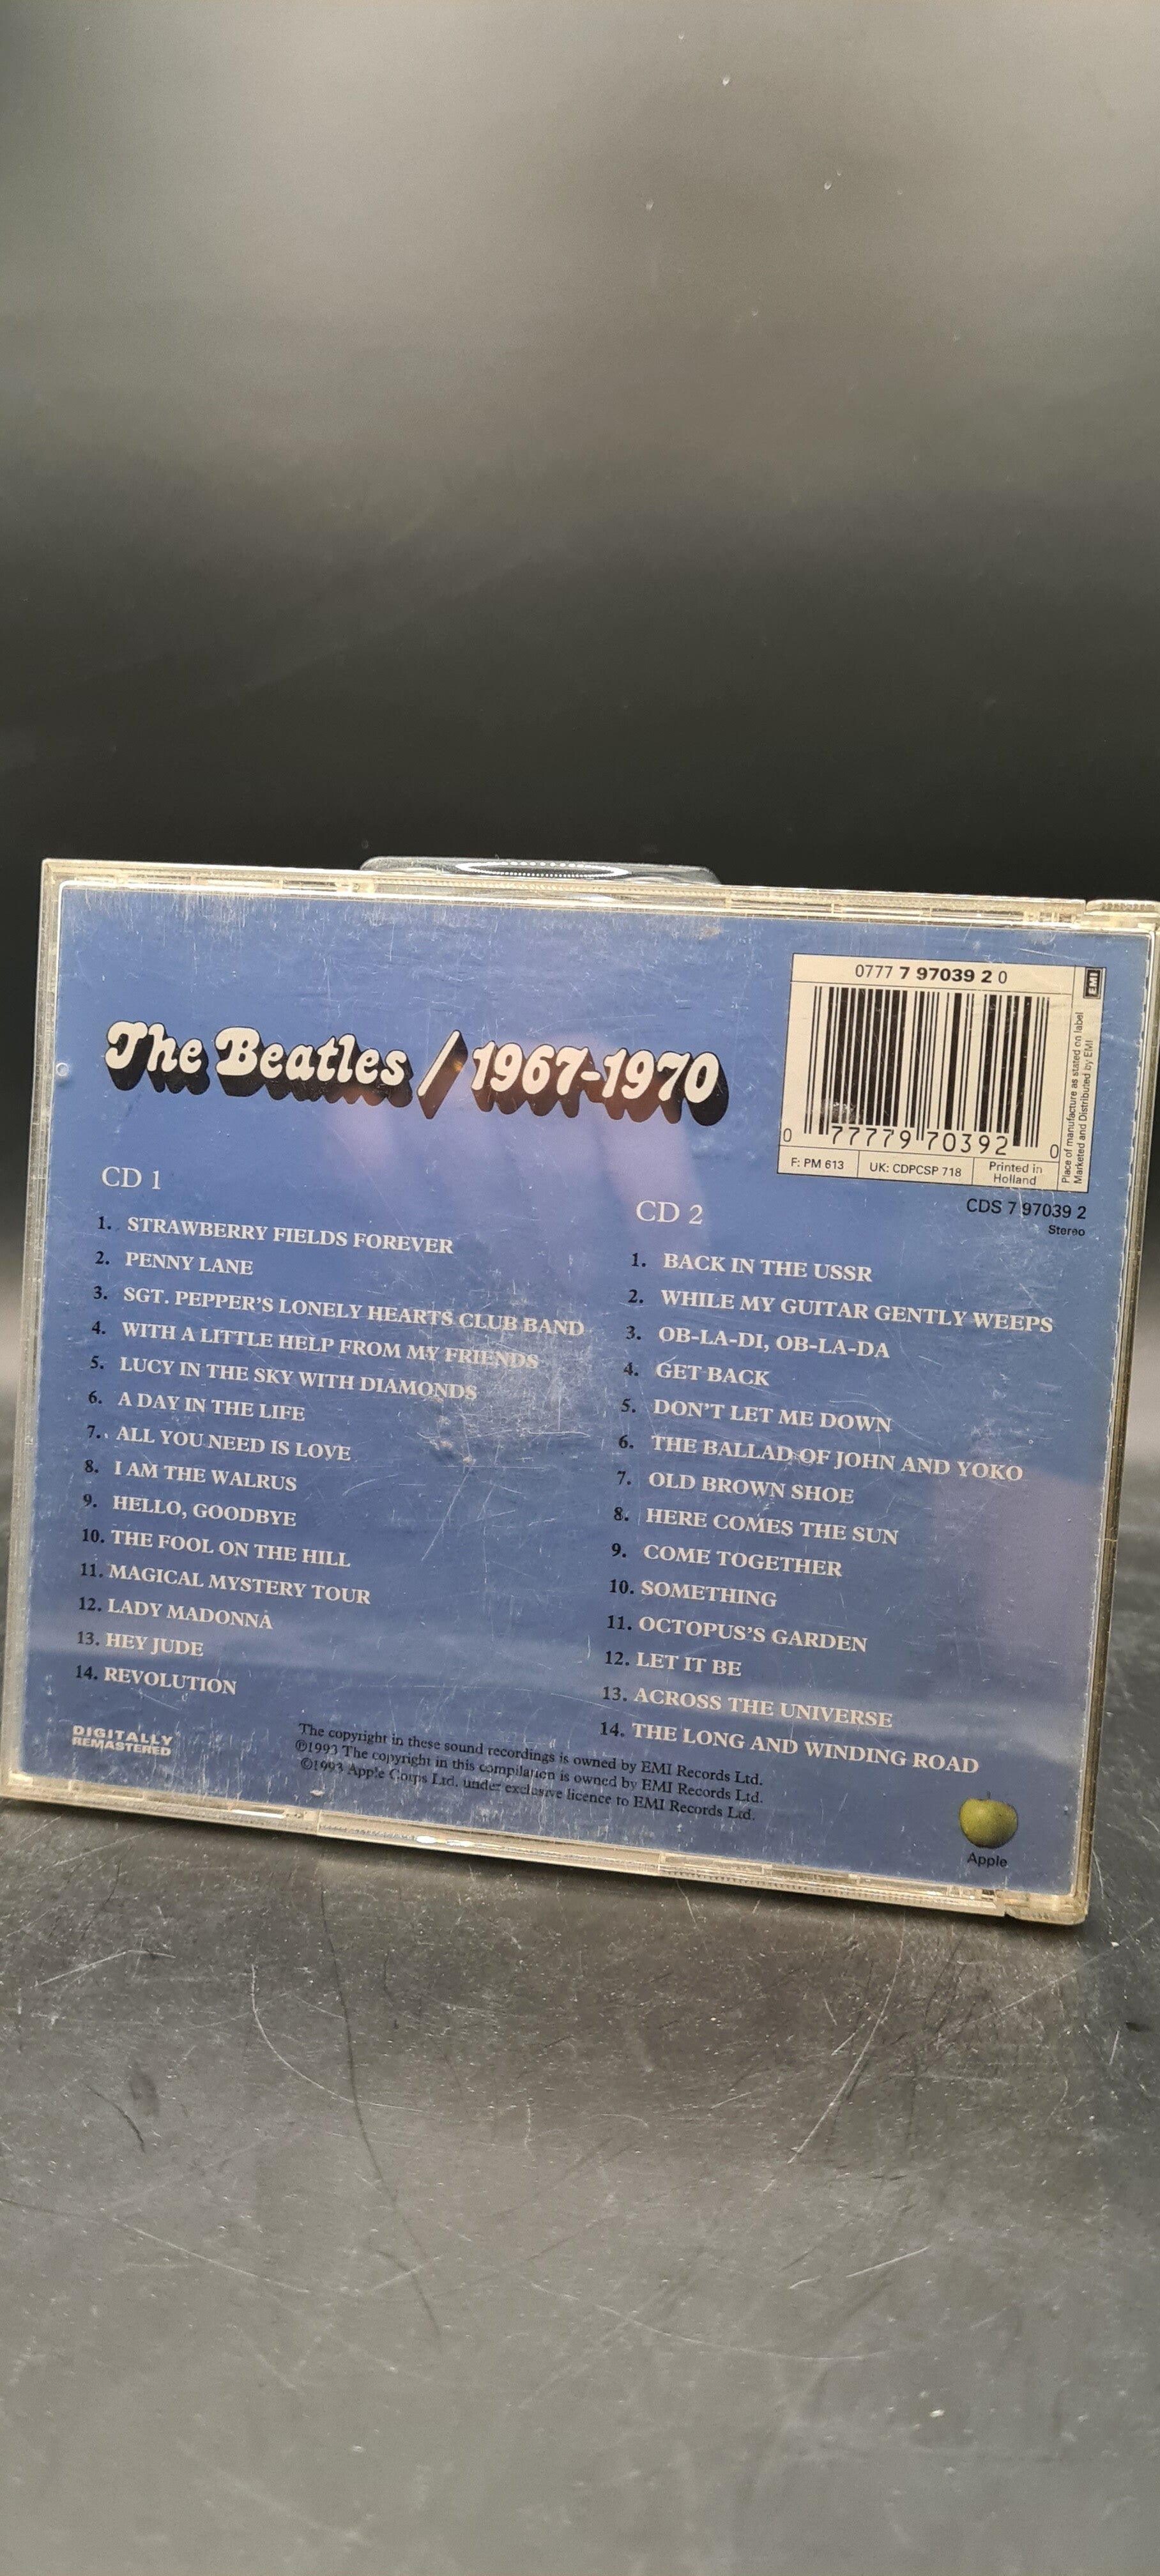 0777 7 97039 2 0
EMI
The Beatles / 1967-1970
Place of manufacture as stated on label
Marketed and Distributed by EMI
0 77779 70392 0
F: PM 613
UK: CDPCSP 718
Printed in
Holland
CDS 7 97039 2
Stereo
CD 1
1. STRAWBERRY FIELDS FOREVER
2. PENNY LANE
3. SGT. PEPPER'S LONELY HEARTS CLUB BAND
4. WITH A LITTLE HELP FROM MY FRIENDS
5. LUCY IN THE SKY WITH DIAMONDS
6. A DAY IN THE LIFE
7. ALL YOU NEED IS LOVE
8. I AM THE WALRUS
9. HELLO, GOODBYE
10. THE FOOL ON THE HILL
11. MAGICAL MYSTERY TOUR
12. LADY MADONNA
13. HEY JUDE
14. REVOLUTION
CD 2
1. BACK IN THE USSR
2. WHILE MY GUITAR GENTLY WEEPS
3. OB-LA-DI, OB-LA-DA
4. GET BACK
5. DON'T LET ME DOWN
6. THE BALLAD OF JOHN AND YOKO
7. OLD BROWN SHOE
8. HERE COMES THE SUN
9. COME TOGETHER
10. SOMETHING
11. OCTOPUS'S GARDEN
12. LET IT BE
13. ACROSS THE UNIVERSE
14. THE LONG AND WINDING ROAD
DIGITALLY
REMASTERED
The copyright in these sound recordings is owned by EMI Records Ltd.
℗1993 The copyright in this compilation is owned by EMI Records Ltd.
©1993 Apple Corps Ltd. under exclusive licence to EMI Records Ltd.
Apple